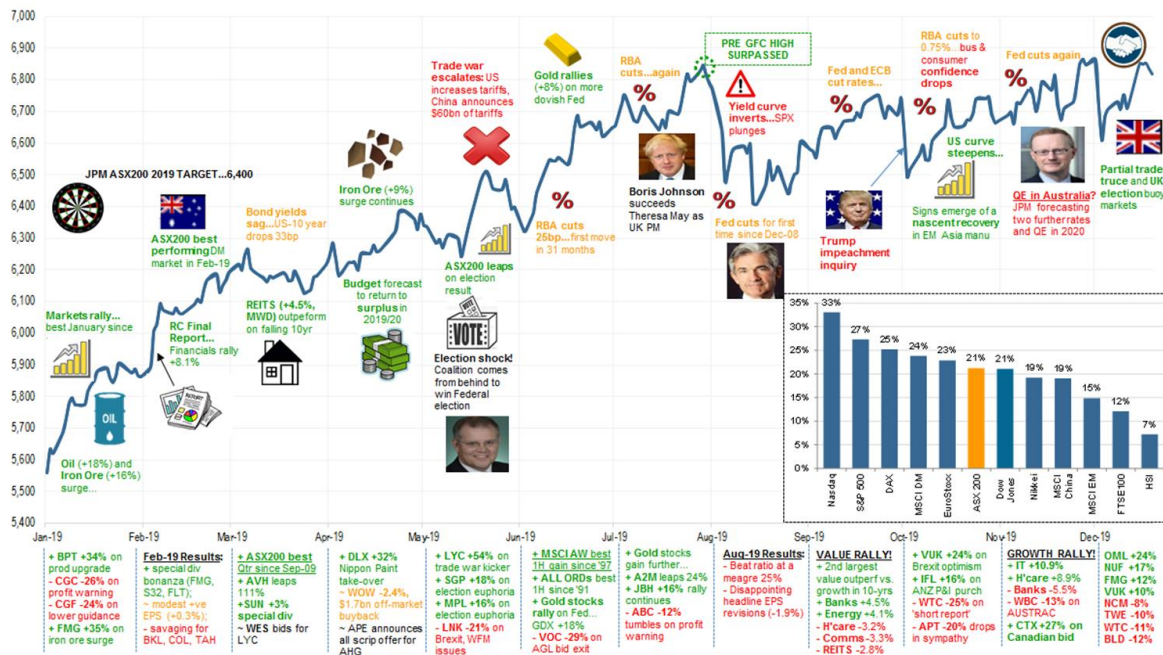 7,000
6,900
6,800
6,700
6,600
6,500
6,400
6,300
6,200
6,100
6,000
5,900
5,800
5,700
5,600
5,500
5,400
Jan-19
Feb-19
Mar-19
Apr-19
May-19
Jun-19
Jul-19
Aug-19
Sep-19
Oct-19
Nov-19
Dec-19
JPM ASX200 2019 TARGET...6,400
Markets rally...
best January since
OIL
Oil (+18%) and
Iron Ore (+16%)
surge...
ASX200 best
performing DM
market in Feb-19
RC Final
Report...
Financials rally
+8.1%
REPORT
Bond yields
sag...US-10 year
drops 33bp
REITS (+4.5%,
MWD) outpeform
on falling 10yr
Iron Ore (+9%)
surge continues
Budget forecast
to return to
surplus in
2019/20
Trade war
escalates: US
increases tariffs,
China announces
$60bn of tariffs
ASX200 leaps
on election
result
VOTE
VOTE
Election shock!
Coalition comes
from behind to
win Federal
election
Gold rallies
(+8%) on more
dovish Fed
%
RBA cuts
25bp...first move
in 31 months
RBA
cuts...again
%
Boris Johnson
succeeds
Theresa May as
UK PM
PRE GFC HIGH
SURPASSED
Yield curve
inverts...SPX
plunges
%
Fed cuts for first
time since Dec-08
Fed and ECB
cut rates...
%
Trump
impeachment
inquiry
RBA cuts to
0.75%...bus &
consumer
confidence
drops
%
US curve
steepens...
Signs emerge of a
nascent recovery
in EM Asia manu
Fed cuts again...
%
QE in Australia?
JPM forecasting
two further rates
and QE in 2020
Partial trade
truce and UK
election buoy
markets
35%
30%
25%
20%
15%
10%
5%
0%
33%
27%
25%
24%
23%
21%
21%
19%
19%
15%
12%
7%
Nasdaq
S&P 500
DAX
MSCI DM
EuroStoxx
ASX 200
Dow
Jones
Nikkei
MSCI
China
MSCI EM
FTSE100
HSI
+ BPT +34% on
prod upgrade
- CGC -26% on
profit warning
- CGF -24% on
lower guidance
+ FMG +35% on
iron ore surge
Feb-19 Results:
+ special div
bonanza (FMG,
S32, FLT);
~ modest +ve
EPS (+0.3%);
- savaging for
BKL, COL, TAH
+ ASX200 best
Qtr since Sep-09
+ AVH leaps
111%
+SUN +3%
special div
~ WES bids for
LYC
+ DLX +32%
Nippon Paint
take-over
~ WOW -2.4%,
$1.7bn off-market
buyback
~ APE announces
all scrip offer for
AHG
+ LYC +54% on
trade war kicker
+ SGP +18% on
election euphoria
+ MPL +16% on
election euphoria
- LNK -21% on
Brexit, WFM
issues
+ MSCI AW best
1H gain since '97
+ ALL ORDs best
1H since '91
+ Gold stocks
rally on Fed...
GDX +18%
- VOC -29% on
AGL bid exit
+ Gold stocks
gain further...
+ A2M leaps 24%
+ JBH +16% rally
continues
- ABC -12%
tumbles on profit
warning
Aug-19 Results:
- Beat ratio at a
meagre 25%
- Disappointing
headline EPS
revisions (-1.9%)
VALUE RALLY!
+ 2nd largest
value outperf vs.
growth in 10-yrs
+ Banks +4.5%
+ Energy +4.1%
- H'care -3.2%
- Comms -3.3%
- REITS -2.8%
+ VUK +24% on
Brexit optimism
+ IFL +16% on
ANZ P&I purch
- WTC -25% on
'short report'
- APT -20% drops
in sympathy
GROWTH RALLY!
+ IT +10.9%
+ H'care +8.9%
- Banks -5.5%
- WBC -13% on
AUSTRAC
+ CTX +27% on
Canadian bid
OML +24%
NUF +17%
FMG +12%
VUK +10%
NCM -8%
TWE -10%
WTC -11%
BLD -12%